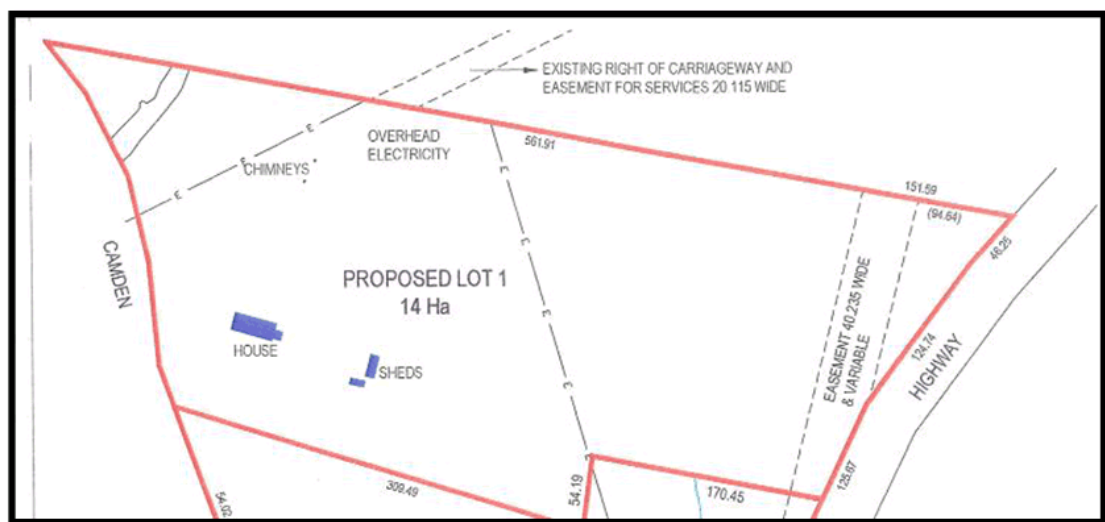 EXISTING RIGHT OF CARRIAGEWAY AND
EASEMENT FOR SERVICES 20 115 WIDE
OVERHEAD
ELECTRICITY
561.91
CHIMNEYS
151.59
(94.64)
46.25
CAMDEN
PROPOSED LOT 1
14 Ha
EASEMENT 40.235 WIDE
& VARIABLE
124.74
HIGHWAY
HOUSE
SHEDS
309.49
54.02
54.19
170.45
125.67